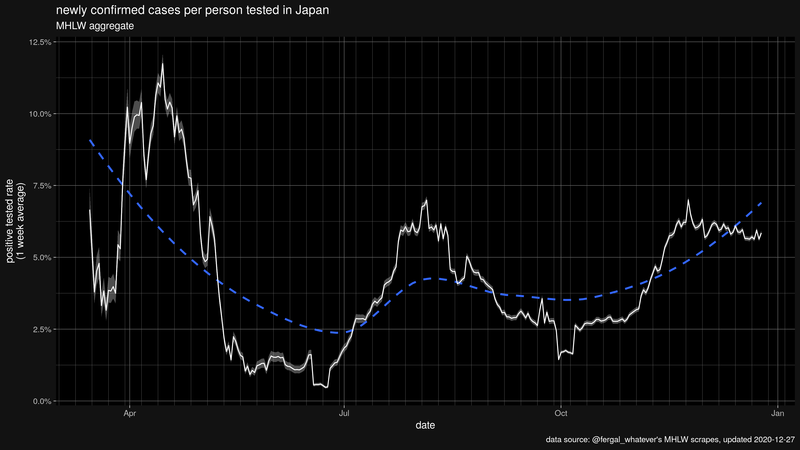 newly confirmed cases per person tested in Japan
MHLW aggregate
12.5%
10.0%
7.5%
5.0%
2.5%
0.0%
positive tested rate
(1 week average)
Apr
Jul
Oct
Jan
date
data source: @fergal_whatever's MHLW scrapes, updated 2020-12-27